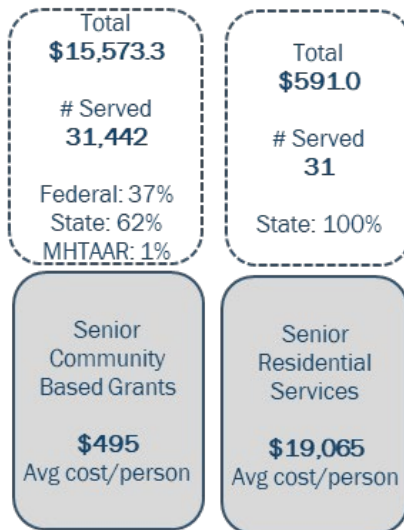 Total
$15,573.3
# Served
31,442
Federal: 37%
State: 62%
MHTAAR: 1%
Senior
Community
Based Grants
$495
Avg cost/person
Total
$591.0
# Served
31
State: 100%
Senior
Residential
Services
$19,065
Avg cost/person